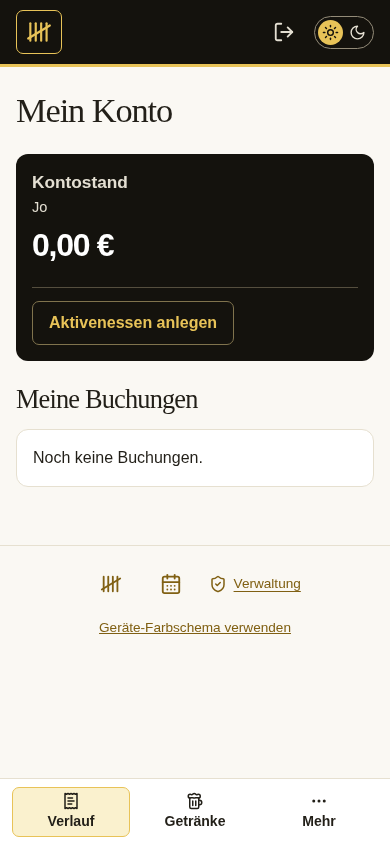 Mein Konto
Kontostand
Jo
0,00 €
Aktivenessen anlegen
Meine Buchungen
Noch keine Buchungen.
Verwaltung
Geräte-Farbschema verwenden
Verlauf
Getränke
Mehr